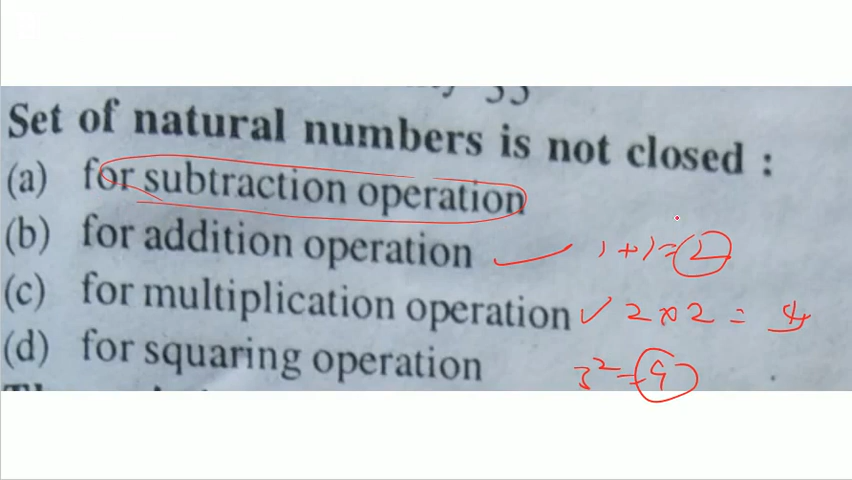 Set of natural numbers is not closed :
(a) for subtraction operation
(b) for addition operation 1+1=2
(c) for multiplication operation 2×2 = 4
(d) for squaring operation 3²=9